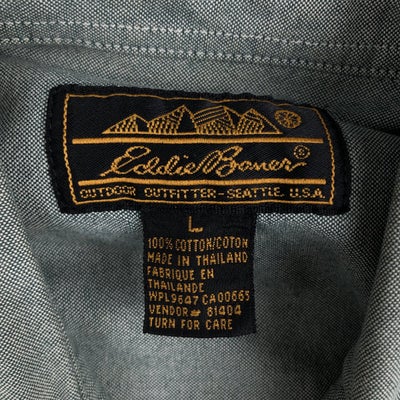 Eddie Bauer ®
OUTDOOR OUTFITTER-SEATTLE, U.S.A.
L
100% COTTON/COTON
MADE IN THAILAND
FABRIQUE EN
THAILANDE
WPL9647 CA00665
VENDOR# 81404
TURN FOR CARE